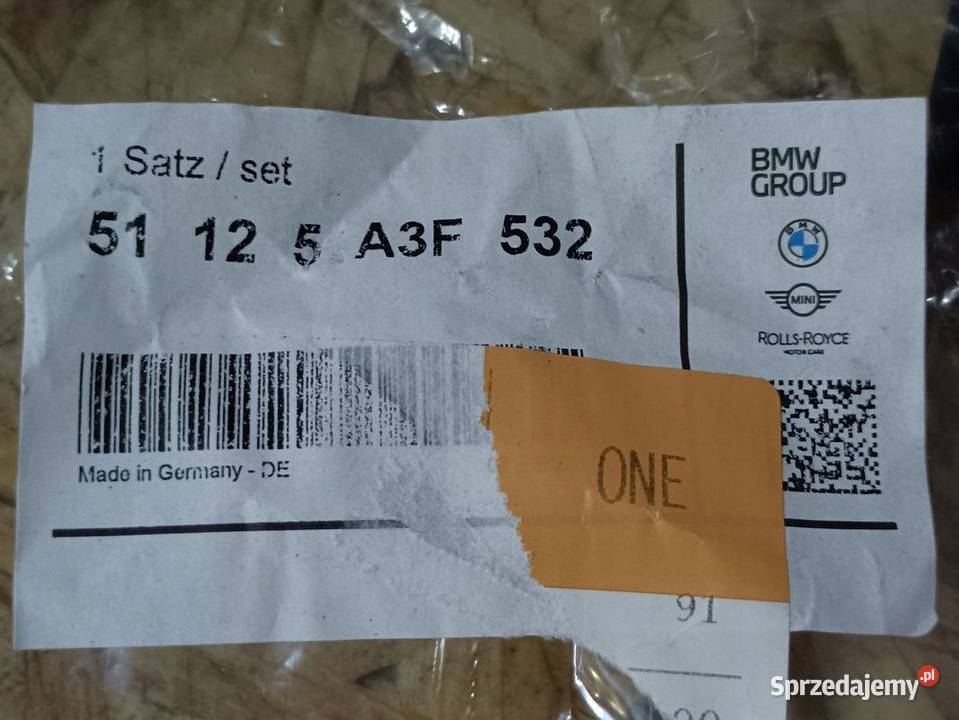 1 Satz / set
51 12 5 A3F 532
BMW
GROUP
BMW
MINI
ROLLS-ROYCE
MOTOR CARS
Made in Germany - DE
ONE
91
Sprzedajemy.pl